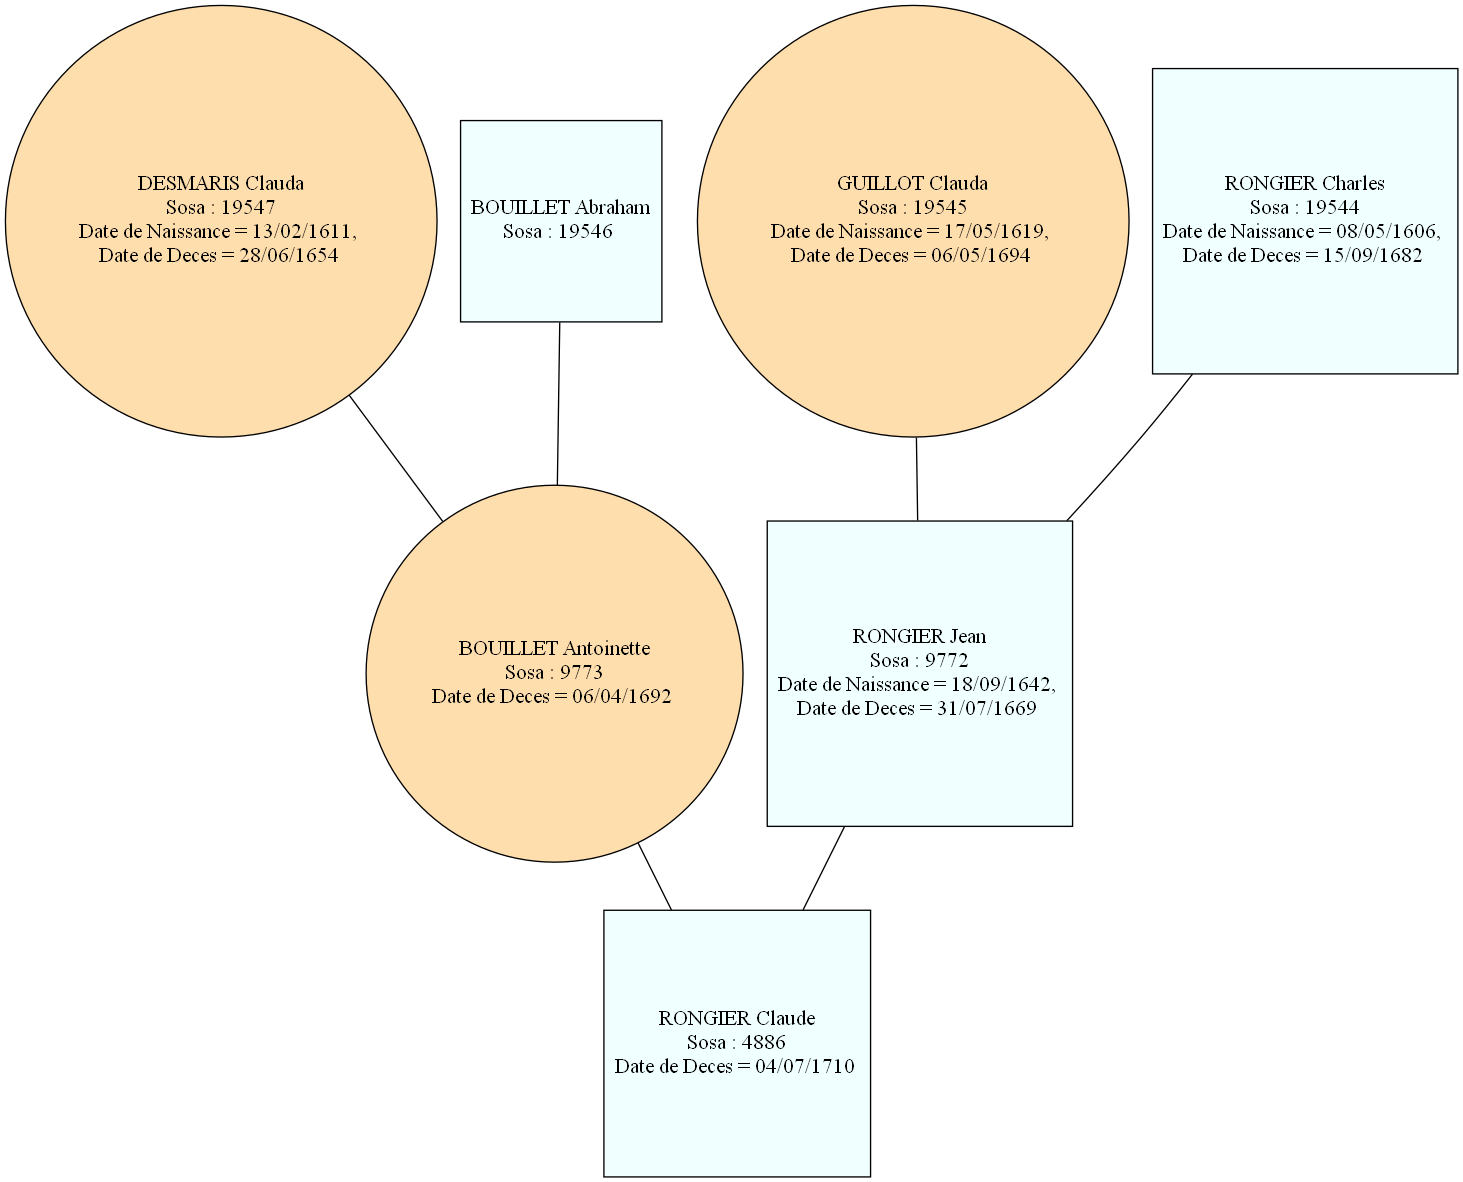 DESMARIS Clauda
Sosa : 19547
Date de Naissance = 13/02/1611,
Date de Deces = 28/06/1654
BOUILLET Abraham
Sosa : 19546
GUILLOT Clauda
Sosa : 19545
Date de Naissance = 17/05/1619,
Date de Deces = 06/05/1694
RONGIER Charles
Sosa : 19544
Date de Naissance = 08/05/1606,
Date de Deces = 15/09/1682
BOUILLET Antoinette
Sosa : 9773
Date de Deces = 06/04/1692
RONGIER Jean
Sosa : 9772
Date de Naissance = 18/09/1642,
Date de Deces = 31/07/1669
RONGIER Claude
Sosa : 4886
Date de Deces = 04/07/1710